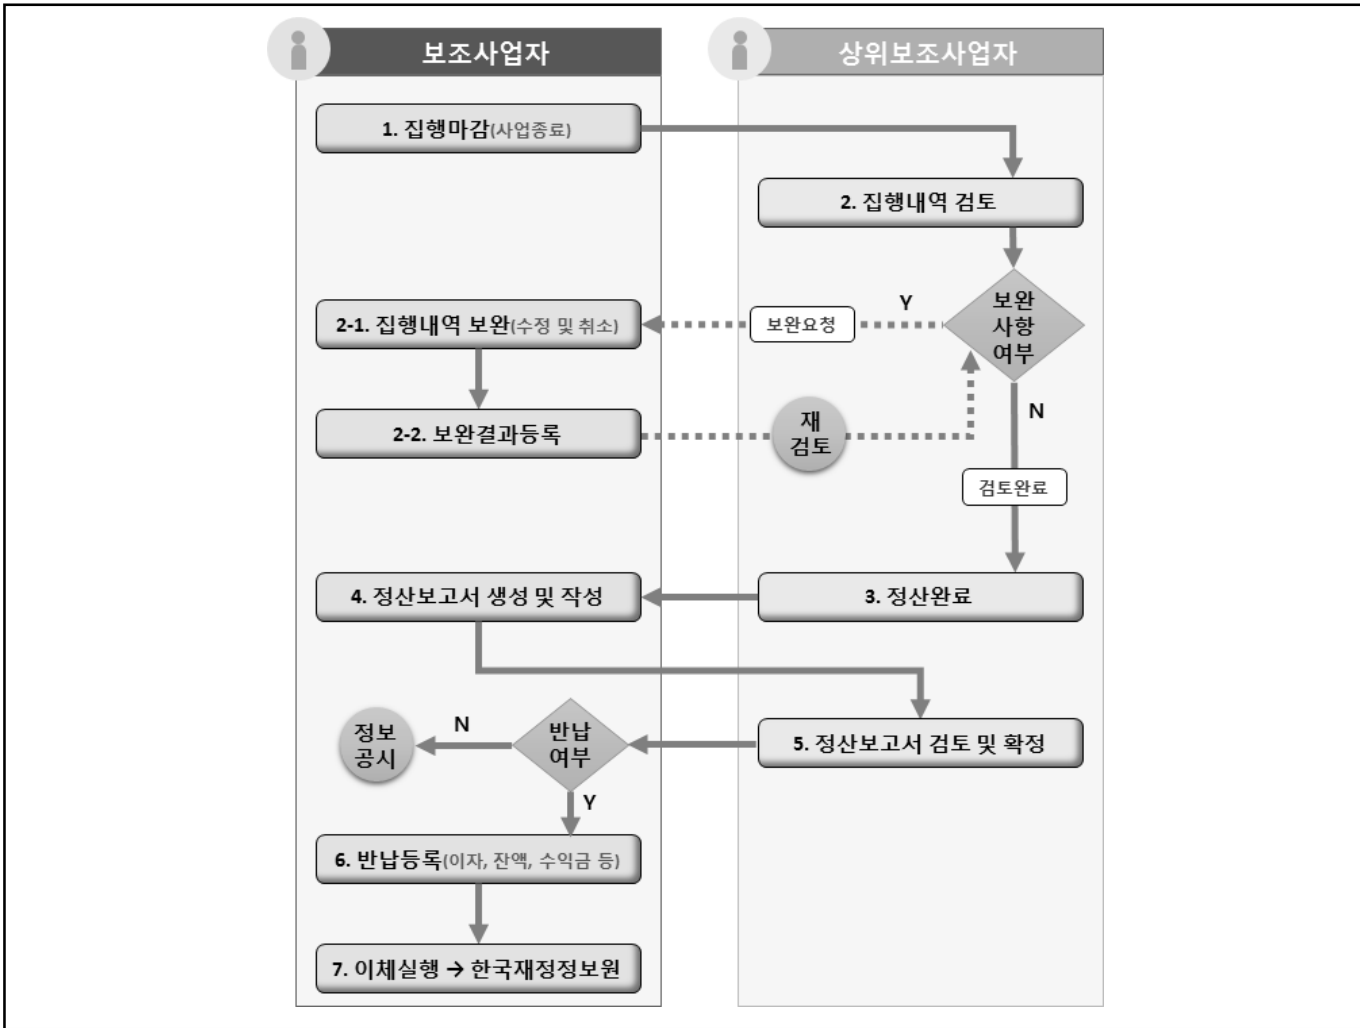 보조사업자
상위보조사업자
1. 집행마감(사업종료)
2. 집행내역 검토
보완
사항
여부
Y
보완요청
2-1. 집행내역 보완(수정 및 취소)
N
2-2. 보완결과등록
재
검토
검토완료
3. 정산완료
4. 정산보고서 생성 및 작성
5. 정산보고서 검토 및 확정
반납
여부
N
정보
공시
Y
6. 반납등록(이자, 잔액, 수익금 등)
7. 이체실행 → 한국재정정보원